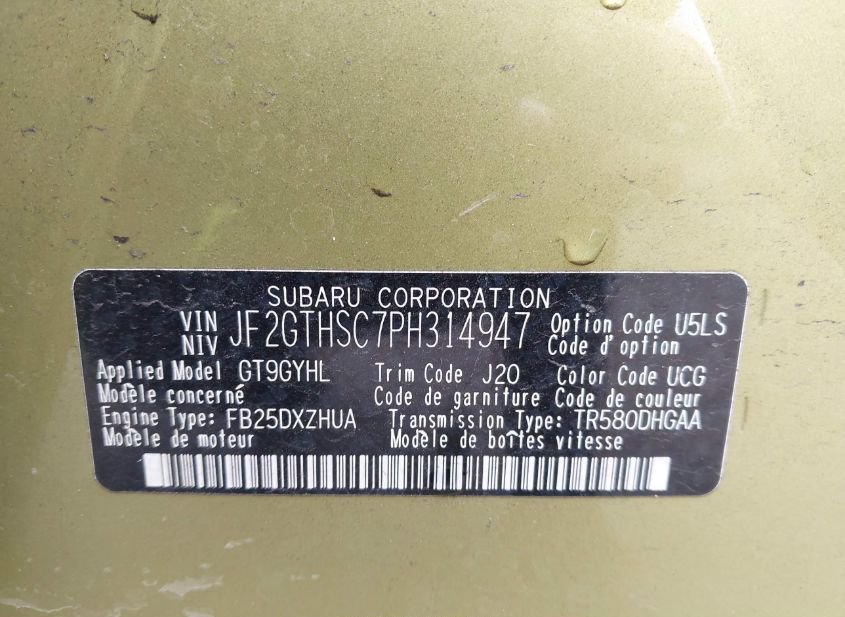 SUBARU CORPORATION
VIN JF2GTHSC7PH314947 Option Code U5LS
NIV Code d'option
Applied Model GT9GYHL Trim Code J20 Color Code UCG
Modèle concerné Code de garniture Code de couleur
Engine Type: FB25DXZHUA Transmission Type: TR580DHGAA
Modèle de moteur Modèle de boîtes vitesse